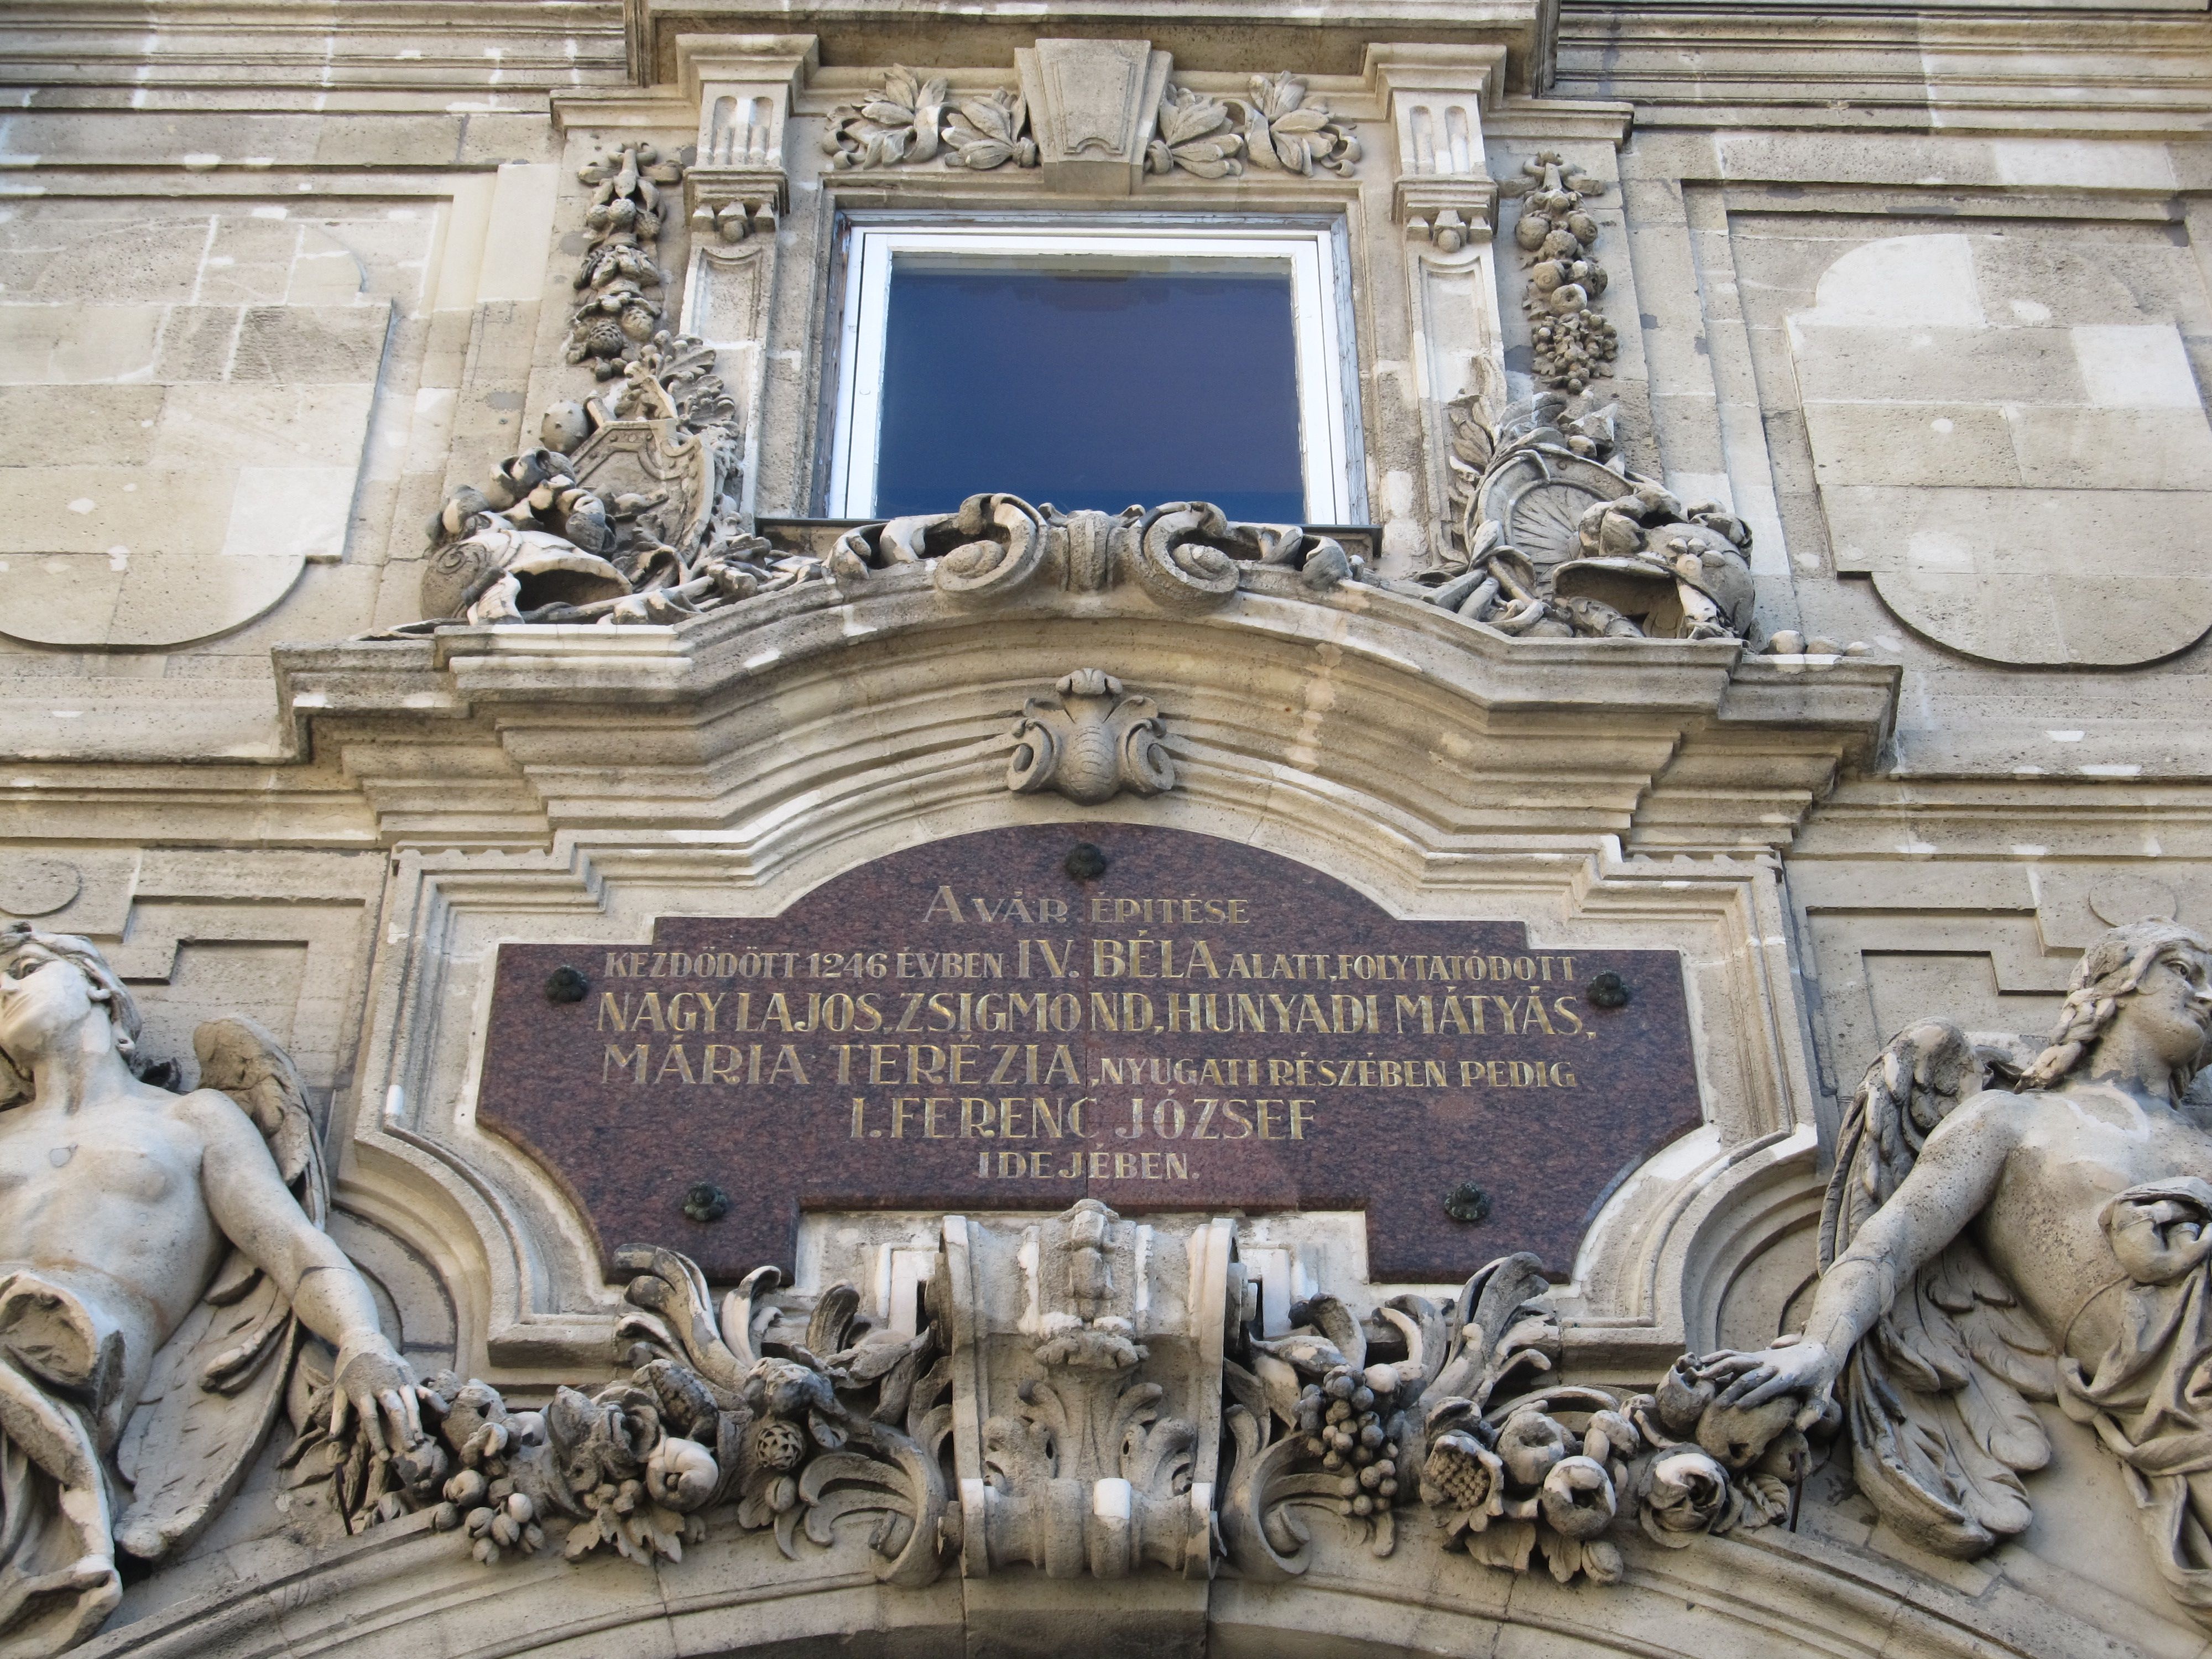 A VÁR ÉPITÉSE
KEZDÖDÖTT 1246 ÉVBEN IV. BÉLA ALATT, FOLYTATÓDOTT
NAGY LAJOS, ZSIGMOND, HUNYADI MÁTYÁS,
MÁRIA TERÉZIA, NYUGATI RÉSZÉBEN PEDIG
I. FERENC JÓZSEF
IDEJÉBEN.